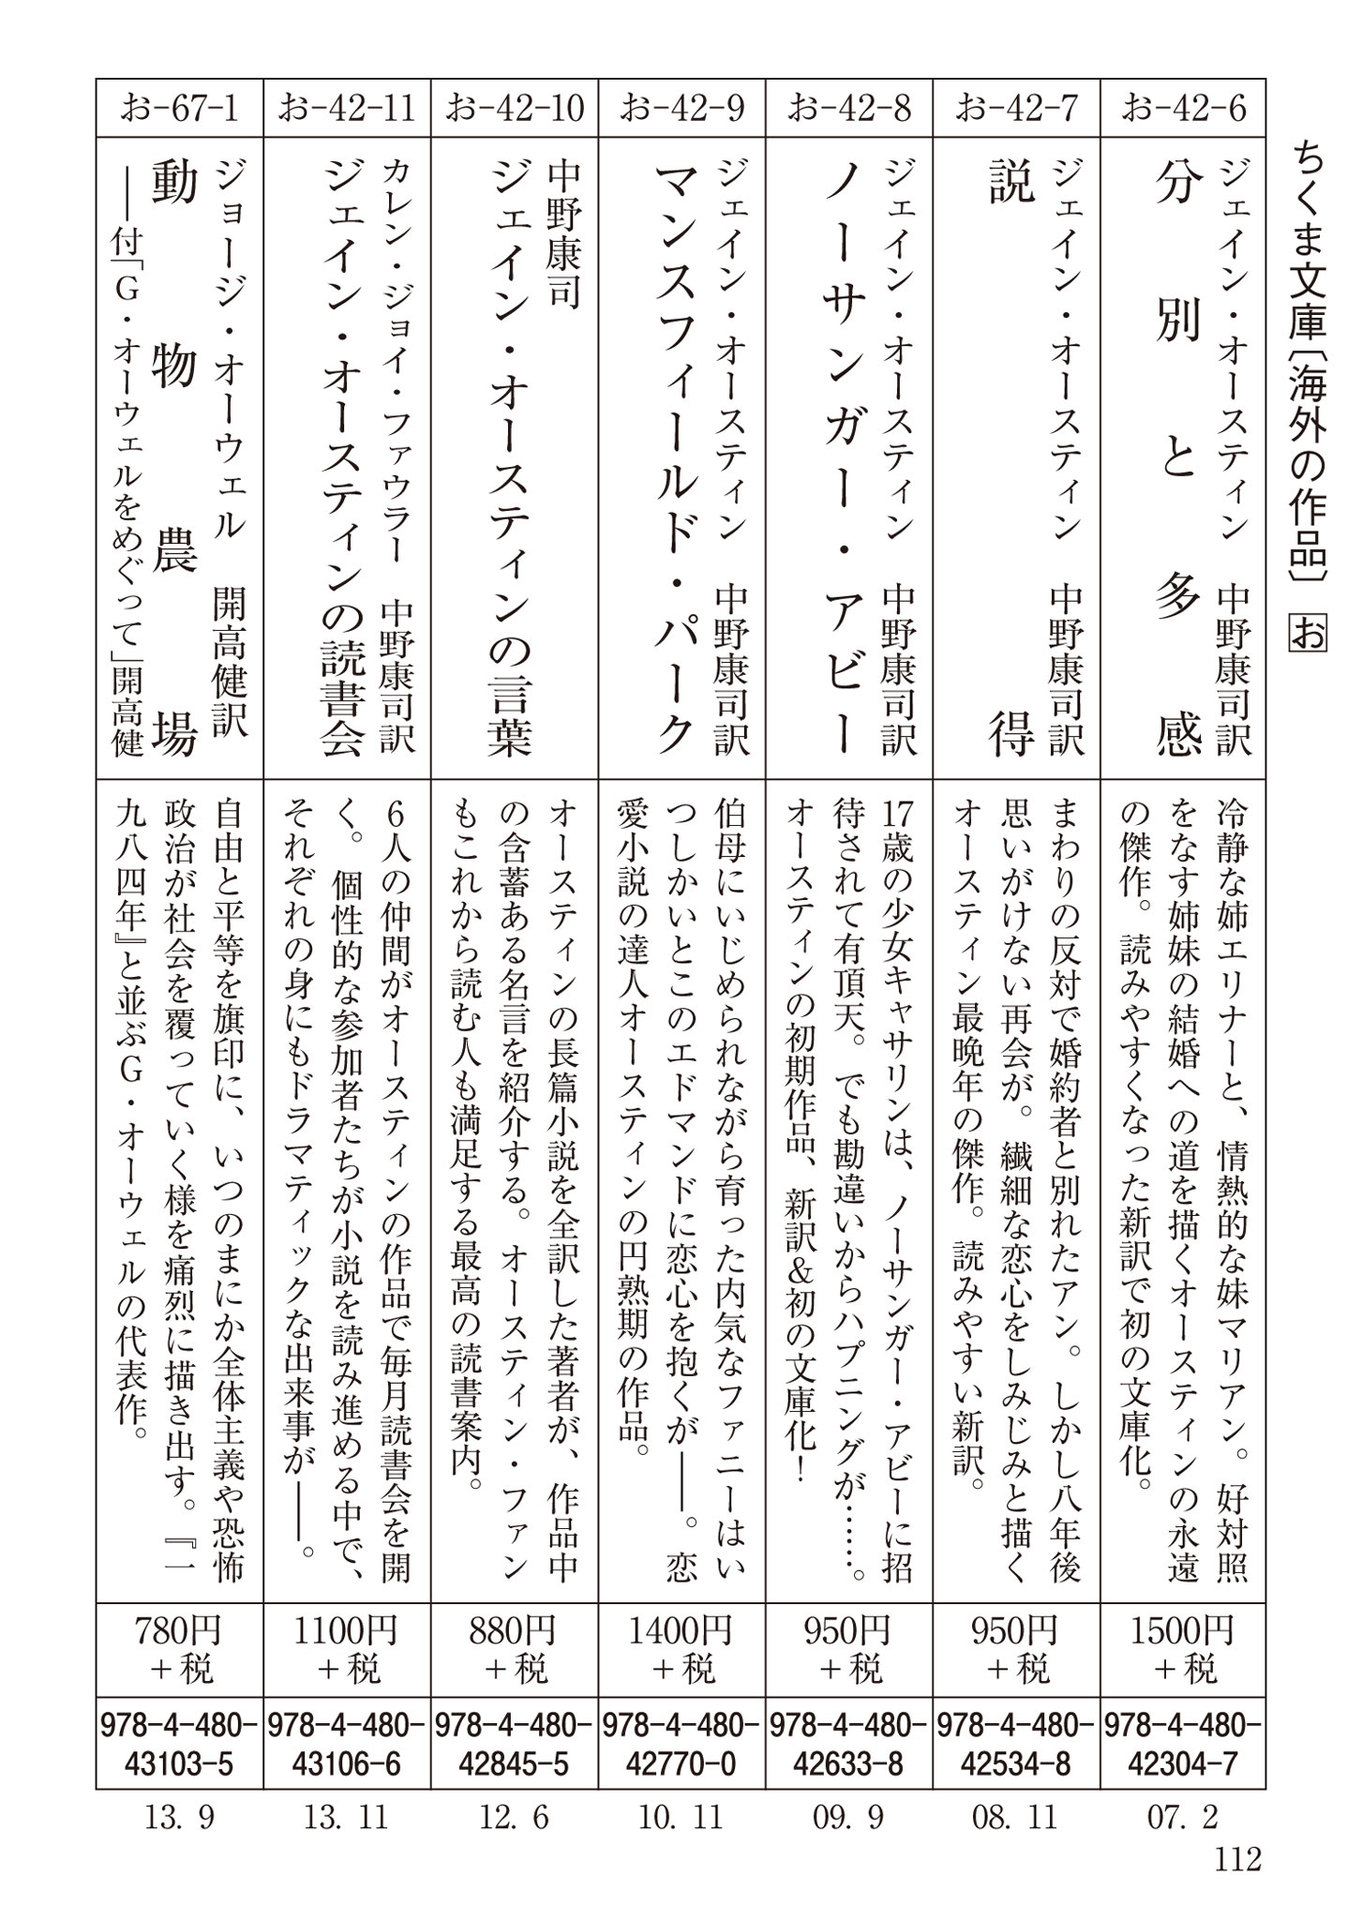 ちくま文庫〔海外の作品〕 お
お-42-6
ジェイン・オースティン 中野康司訳
分別と多感
冷静な姉エリナーと、情熱的な妹マリアン。好対照
をなす姉妹の結婚への道を描くオースティンの永遠
の傑作。読みやすくなった新訳で初の文庫化。
1500円
＋税
978-4-480-
42304-7
07. 2
お-42-7
ジェイン・オースティン 中野康司訳
説得
まわりの反対で婚約者と別れたアン。しかし八年後
思いがけない再会が。繊細な恋心をしみじみと描く
オースティン最晩年の傑作。読みやすい新訳。
950円
＋税
978-4-480-
42534-8
08. 11
お-42-8
ジェイン・オースティン 中野康司訳
ノーサンガー・アビー
17歳の少女キャサリンは、ノーサンガー・アビーに招
待されて有頂天。でも勘違いからハプニングが……。
オースティンの初期作品、新訳＆初の文庫化！
950円
＋税
978-4-480-
42633-8
09. 9
お-42-9
ジェイン・オースティン 中野康司訳
マンスフィールド・パーク
伯母にいじめられながら育った内気なファニーはい
つしかいとこのエドマンドに恋心を抱くが――。恋
愛小説の達人オースティンの円熟期の作品。
1400円
＋税
978-4-480-
42770-0
10. 11
お-42-10
中野康司
ジェイン・オースティンの言葉
オースティンの長篇小説を全訳した著者が、作品中
の含蓄ある名言を紹介する。オースティン・ファン
もこれから読む人も満足する最高の読書案内。
880円
＋税
978-4-480-
42845-5
12. 6
お-42-11
カレン・ジョイ・ファウラー 中野康司訳
ジェイン・オースティンの読書会
6人の仲間がオースティンの作品で毎月読書会を開
く。個性的な参加者たちが小説を読み進める中で、
それぞれの身にもドラマティックな出来事が――。
1100円
＋税
978-4-480-
43106-6
13. 11
お-67-1
ジョージ・オーウェル 開高健訳
動物農場
――付「G・オーウェルをめぐって」開高健
自由と平等を旗印に、いつのまにか全体主義や恐怖
政治が社会を覆っていく様を痛烈に描き出す。『一
九八四年』と並ぶG・オーウェルの代表作。
780円
＋税
978-4-480-
43103-5
13. 9
112